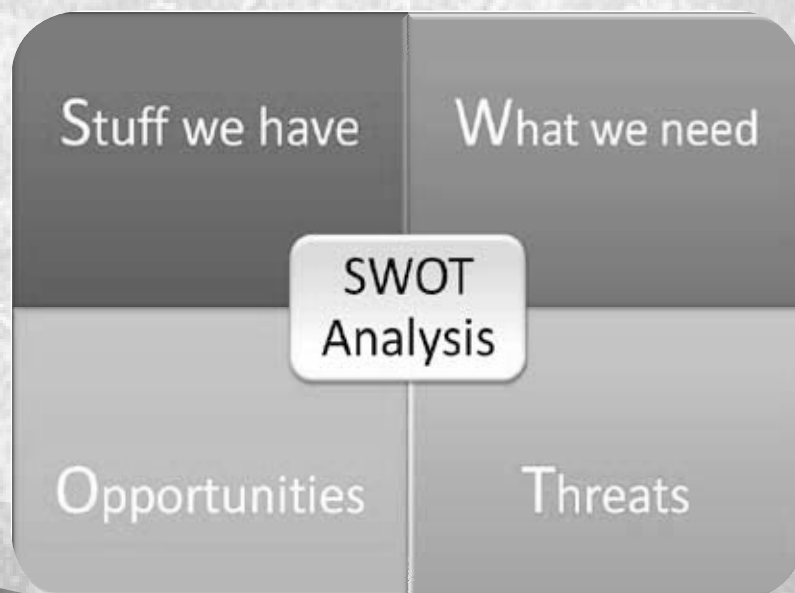 Stuff we have
What we need
SWOT
Analysis
Opportunities
Threats